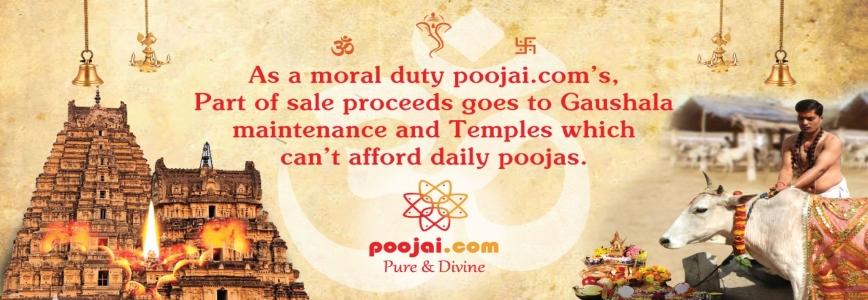 As a moral duty poojai.com's,
Part of sale proceeds goes to Gaushala
maintenance and Temples which
can't afford daily poojas.
poojai.com
Pure & Divine